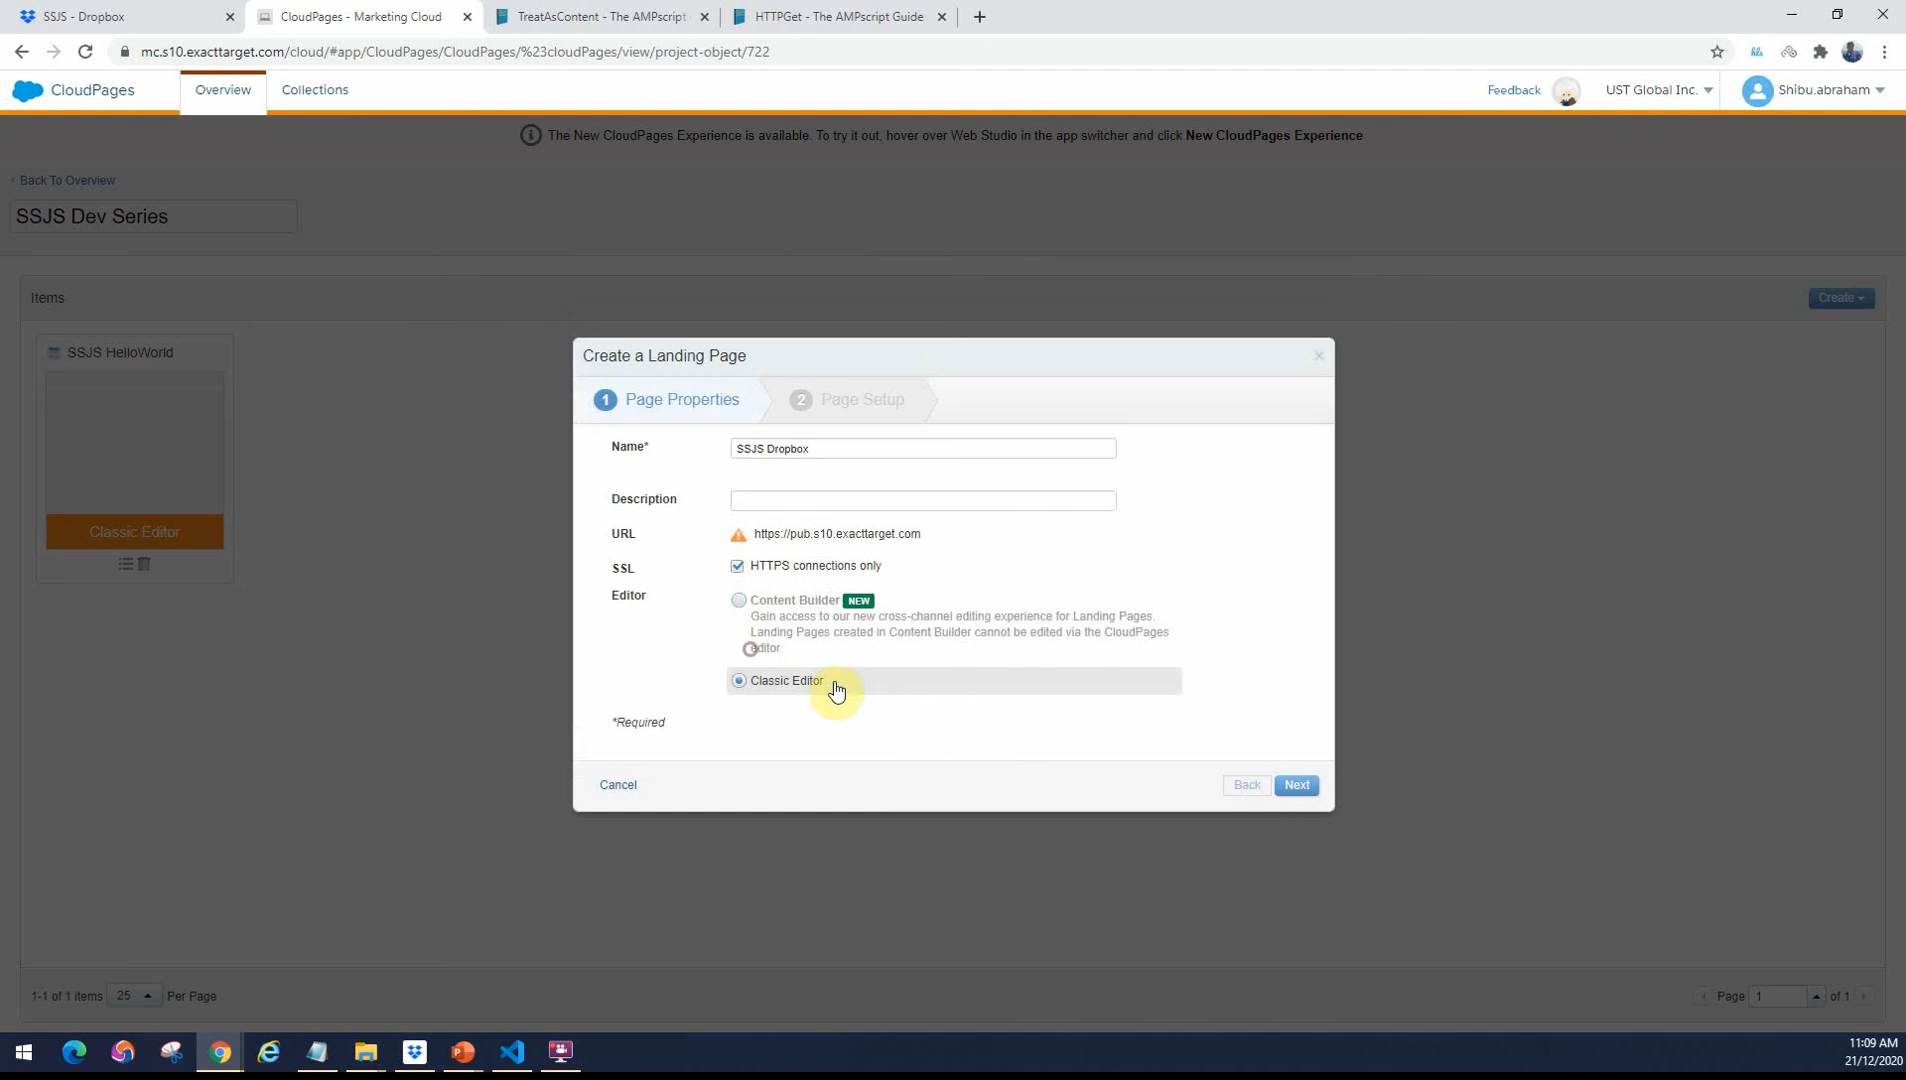 SSJS - Dropbox
CloudPages - Marketing Cloud
TreatAsContent - The AMPscript
HTTPGet - The AMPscript Guide
mc.s10.exacttarget.com/cloud/#app/CloudPages/CloudPages/%23cloudPages/view/project-object/722
CloudPages
Overview
Collections
Feedback
UST Global Inc.
Shibu.abraham
The New CloudPages Experience is available. To try it out, hover over Web Studio in the app switcher and click New CloudPages Experience
Back To Overview
SSJS Dev Series
Items
Create
SSJS HelloWorld
Classic Editor
Create a Landing Page
1 Page Properties
2 Page Setup
Name*
SSJS Dropbox
Description
URL
https://pub.s10.exacttarget.com
SSL
HTTPS connections only
Editor
Content Builder NEW
Gain access to our new cross-channel editing experience for Landing Pages.
Landing Pages created in Content Builder cannot be edited via the CloudPages
editor.
Classic Editor
*Required
Cancel
Back
Next
1-1 of 1 items 25 Per Page
Page 1 of 1
11:09 AM
21/12/2020